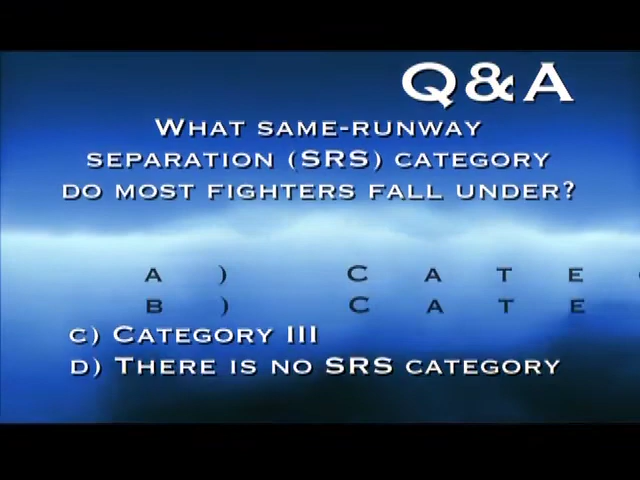 Q&A
WHAT SAME-RUNWAY
SEPARATION (SRS) CATEGORY
DO MOST FIGHTERS FALL UNDER?
A) CATE
B) CATE
C) CATEGORY III
D) THERE IS NO SRS CATEGORY